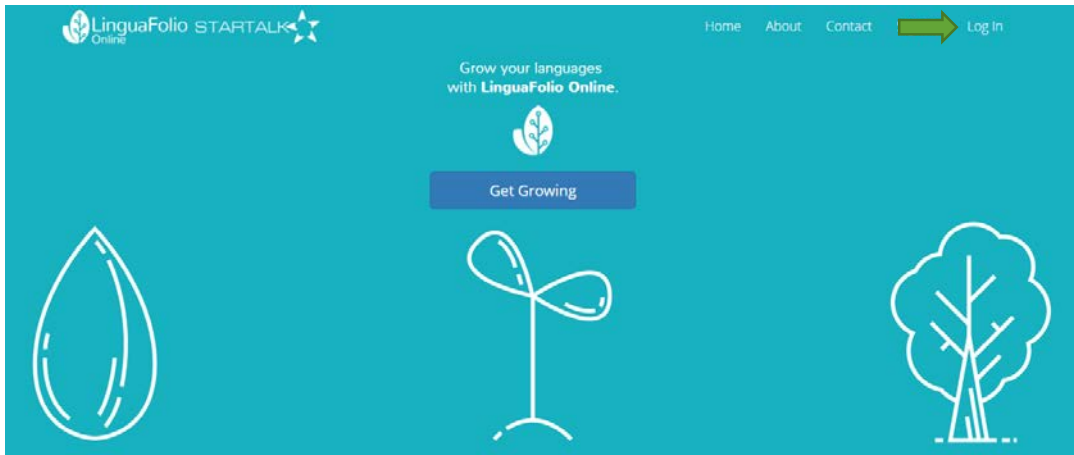 LinguaFolio STARTALK
Online
Home About Contact Log In
Grow your languages
with LinguaFolio Online.
Get Growing